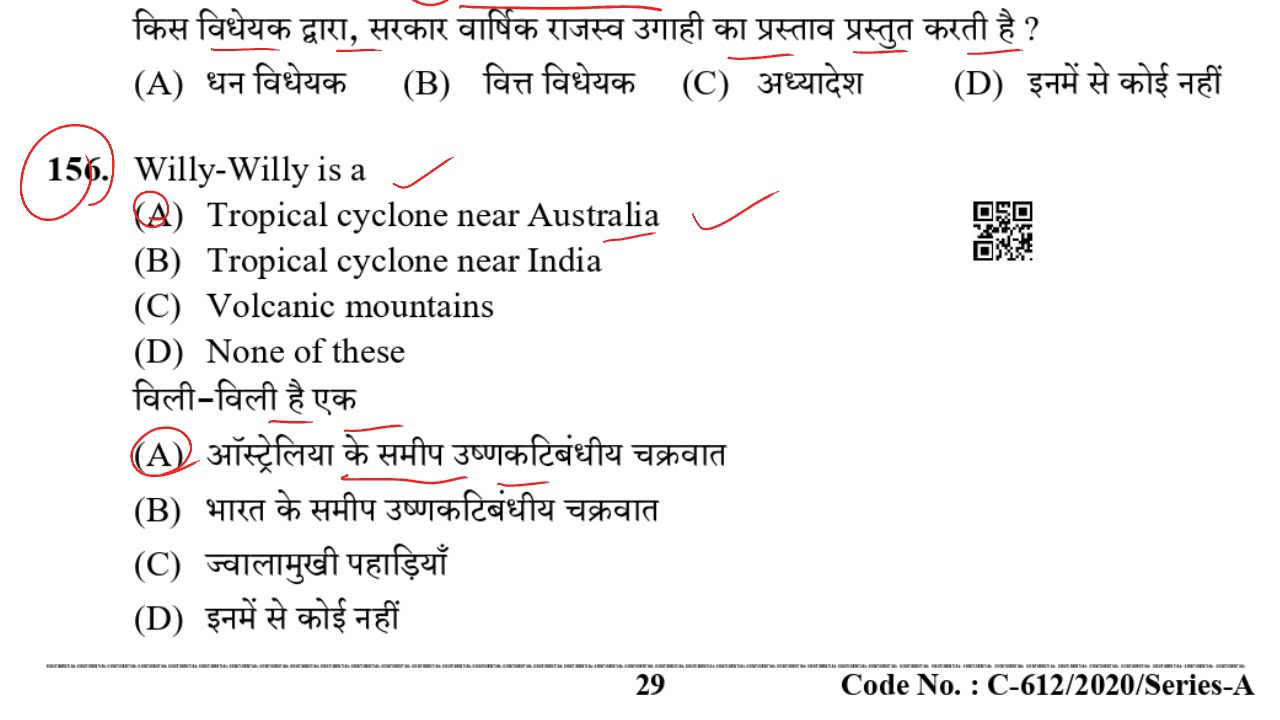 किस विधेयक द्वारा, सरकार वार्षिक राजस्व उगाही का प्रस्ताव प्रस्तुत करती है ?
(A) धन विधेयक (B) वित्त विधेयक (C) अध्यादेश (D) इनमें से कोई नहीं
156. Willy-Willy is a
(A) Tropical cyclone near Australia
(B) Tropical cyclone near India
(C) Volcanic mountains
(D) None of these
विली-विली है एक
(A) ऑस्ट्रेलिया के समीप उष्णकटिबंधीय चक्रवात
(B) भारत के समीप उष्णकटिबंधीय चक्रवात
(C) ज्वालामुखी पहाड़ियाँ
(D) इनमें से कोई नहीं
29 Code No. : C-612/2020/Series-A